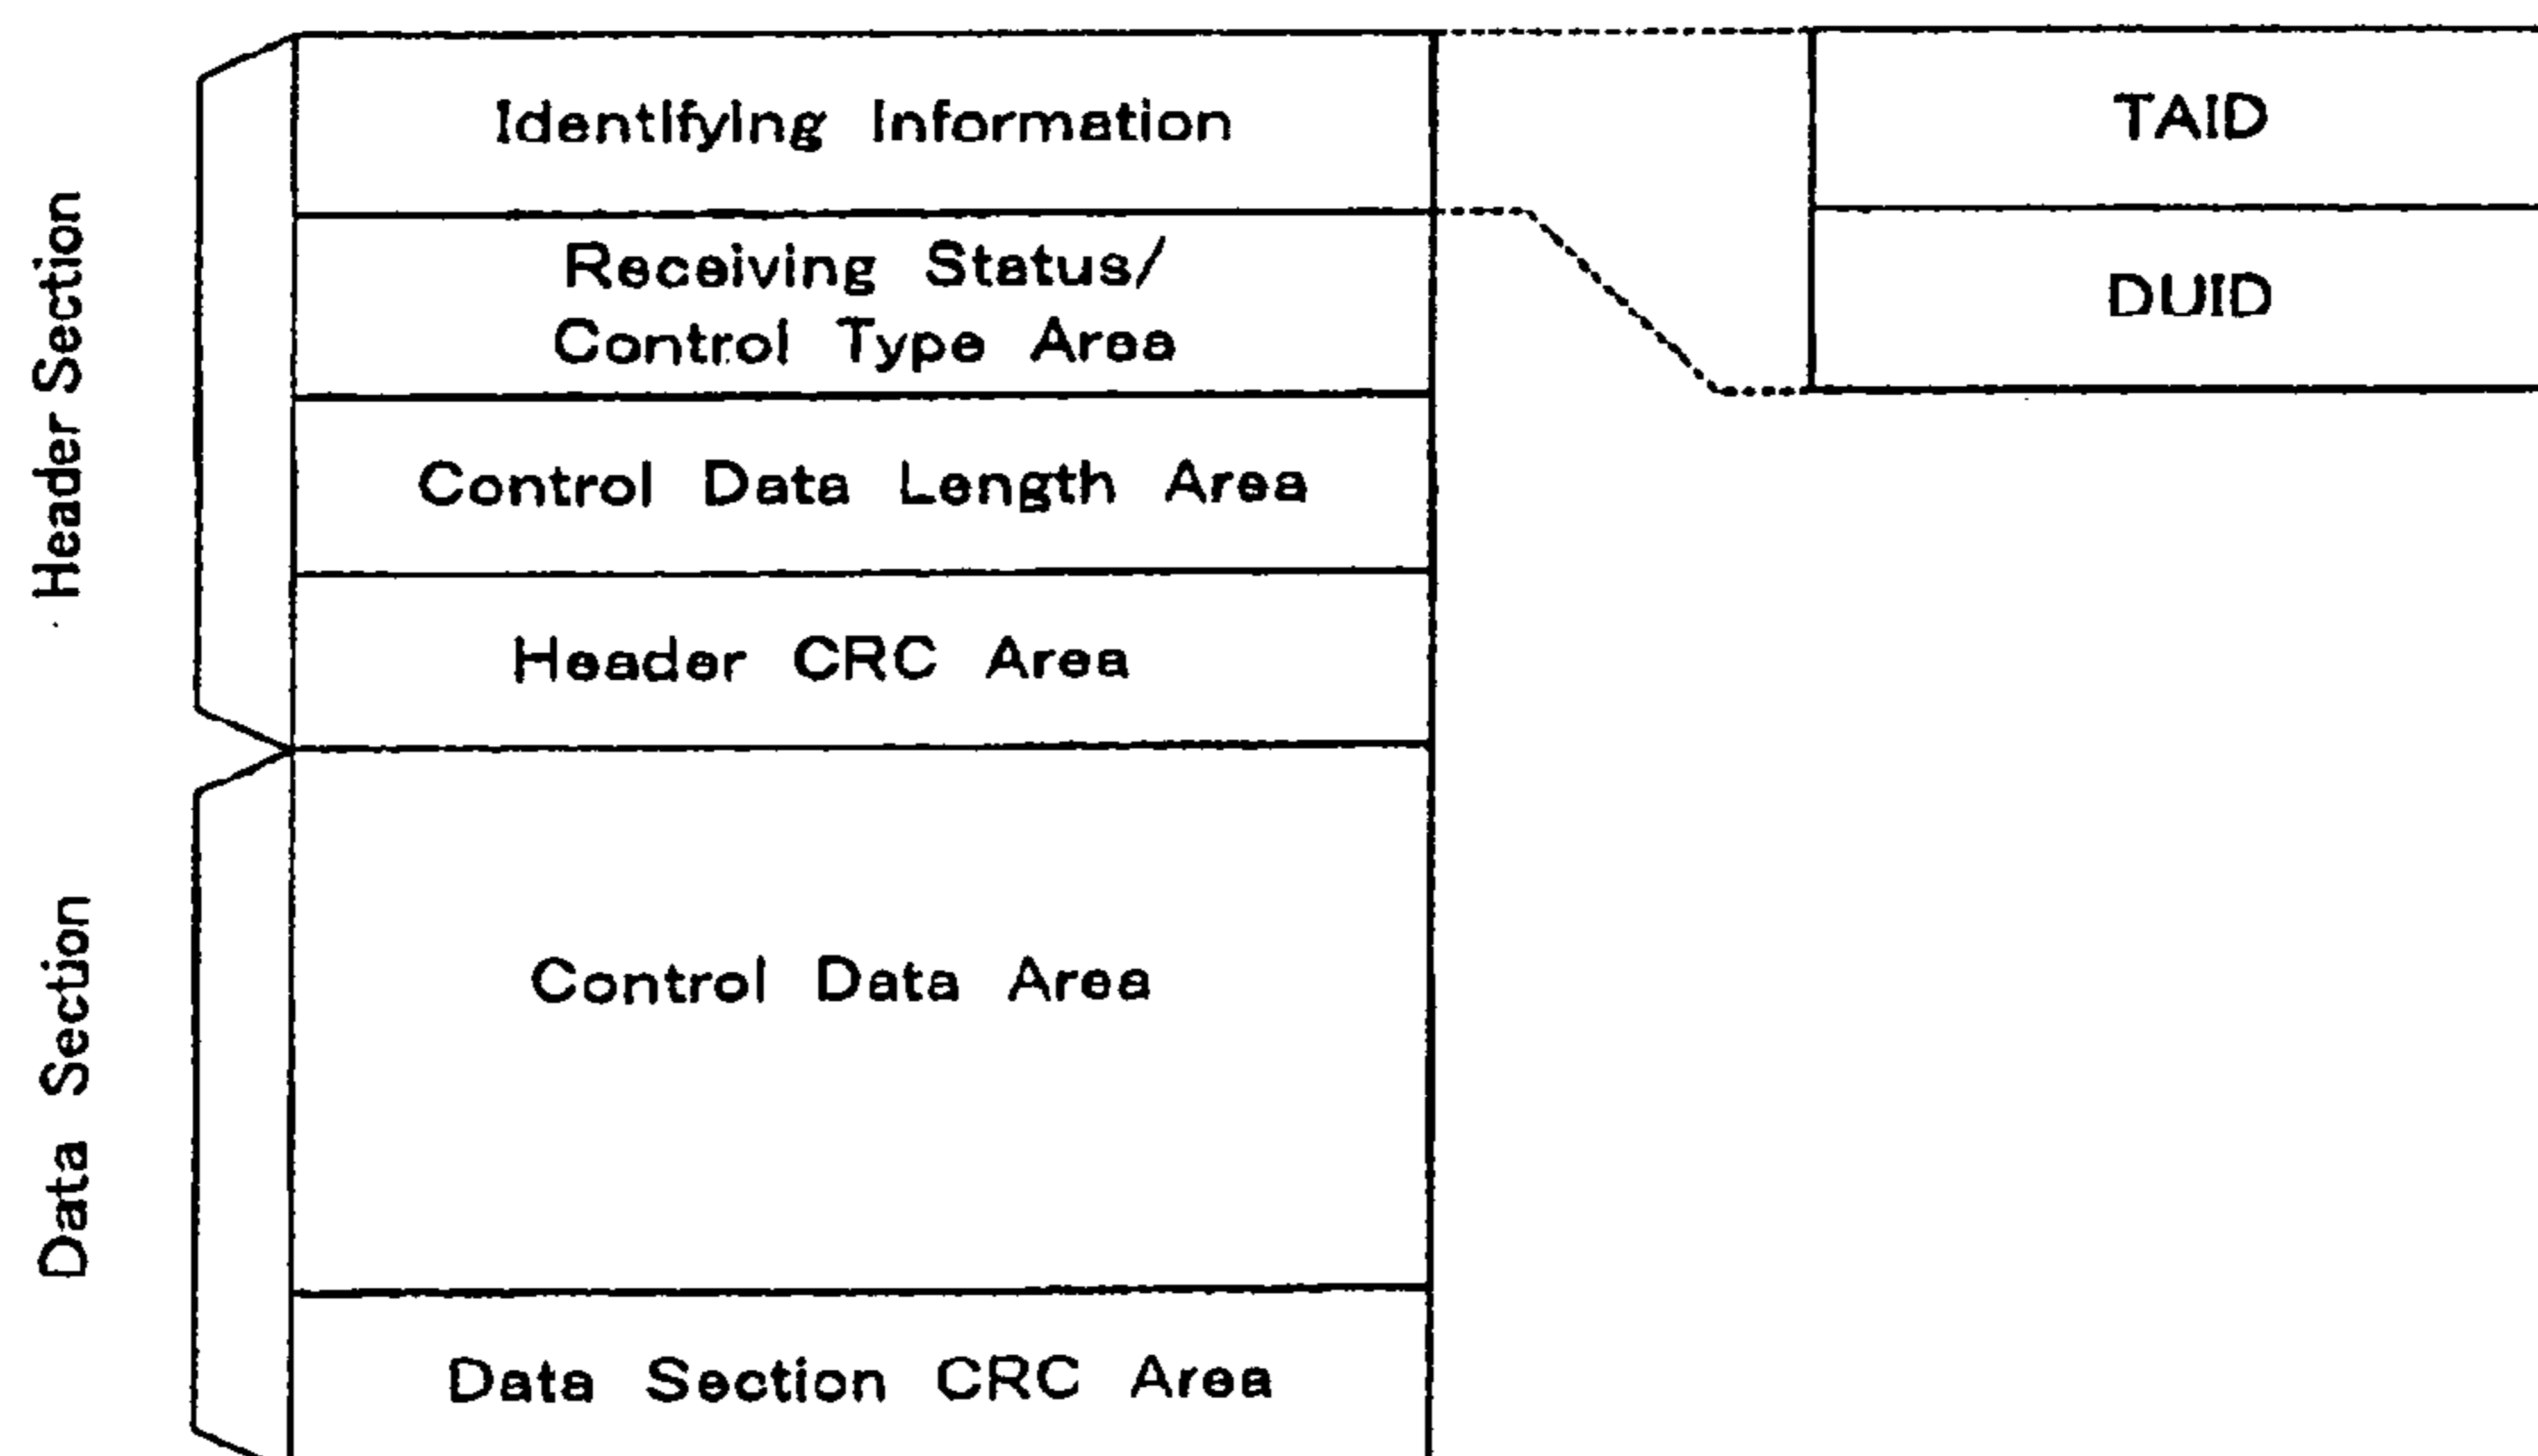 Header Section
Identifying Information
Receiving Status/
Control Type Area
Control Data Length Area
Header CRC Area
Data Section
Control Data Area
Data Section CRC Area
TAID
DUID